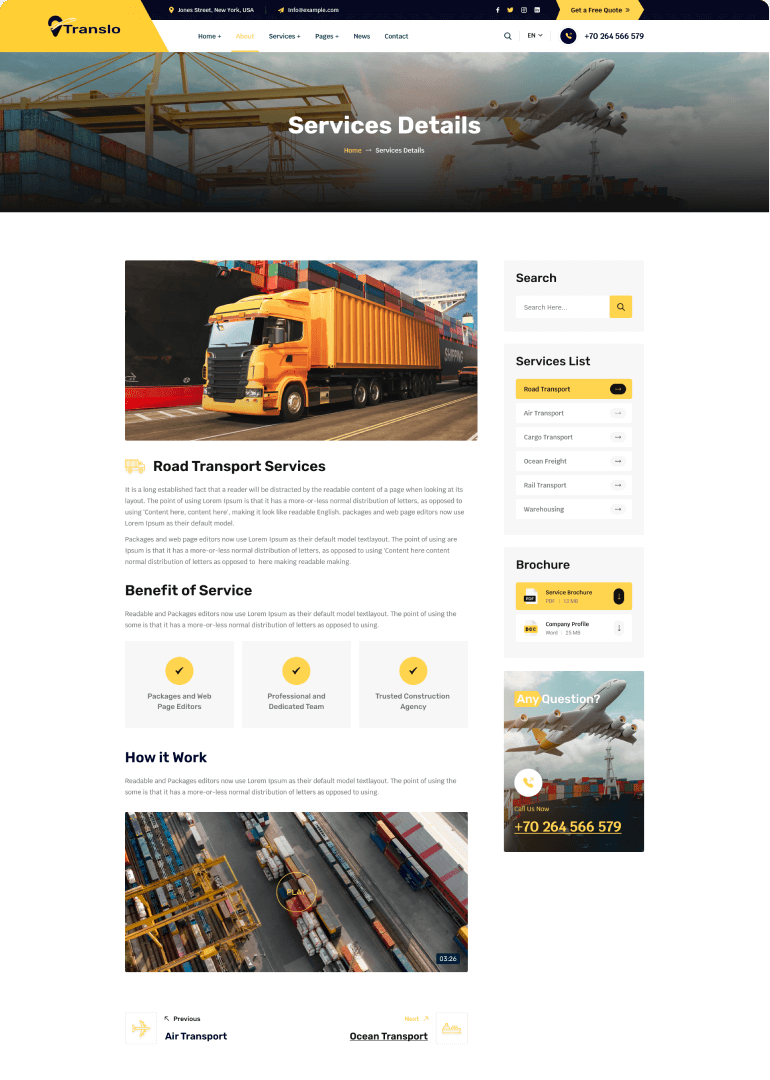 Translo
Jones Street, New York, USA
Info@example.com
Get a Free Quote »
Home +
About
Services +
Pages +
News
Contact
EN
+70 264 566 579
Services Details
Home → Services Details
SHIPPING
Search
Search Here...
Services List
Road Transport
Air Transport
Cargo Transport
Ocean Freight
Rail Transport
Warehousing
Road Transport Services
It is a long established fact that a reader will be distracted by the readable content of a page when looking at its
layout. The point of using Lorem Ipsum is that it has a more-or-less normal distribution of letters, as opposed to
using 'Content here, content here', making it look like readable English. packages and web page editors now use
Lorem Ipsum as their default model.
Packages and web page editors now use Lorem Ipsum as their default model textlayout. The point of using are
Ipsum is that it has a more-or-less normal distribution of letters, as opposed to using 'Content here content
normal distribution of letters as opposed to here making readable making.
Benefit of Service
Readable and Packages editors now use Lorem Ipsum as their default model textlayout. The point of using the
some is that it has a more-or-less normal distribution of letters as opposed to using.
Packages and Web
Page Editors
Professional and
Dedicated Team
Trusted Construction
Agency
Brochure
PDF
Service Brochure
PDF | 12 MB
DOC
Company Profile
Word | 25 MB
Any Question?
Call Us Now
+70 264 566 579
How it Work
Readable and Packages editors now use Lorem Ipsum as their default model textlayout. The point of using the
some is that it has a more-or-less normal distribution of letters as opposed to using.
PLAY
03:26
Previous
Air Transport
Next
Ocean Transport